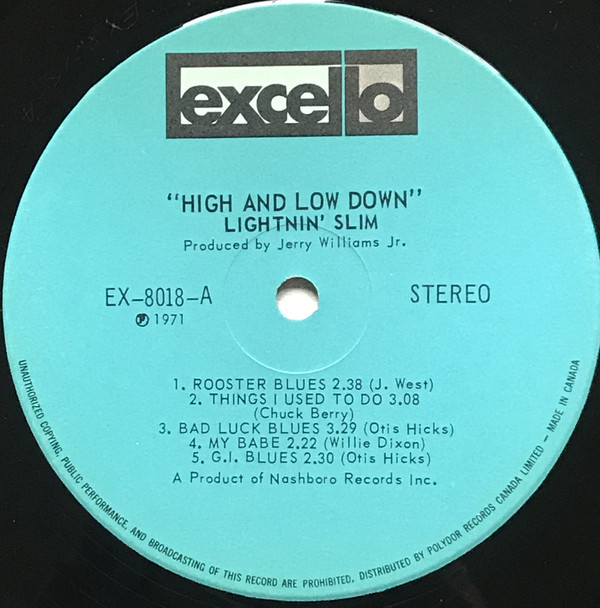 excello
"HIGH AND LOW DOWN"
LIGHTNIN' SLIM
Produced by Jerry Williams Jr.
EX-8018-A
STEREO
℗ 1971
1. ROOSTER BLUES 2.38 (J. West)
2. THINGS I USED TO DO 3.08
(Chuck Berry)
3. BAD LUCK BLUES 3.29 (Otis Hicks)
4. MY BABE 2.22 (Willie Dixon)
5. G.I. BLUES 2.30 (Otis Hicks)
A Product of Nashboro Records Inc.
UNAUTHORIZED COPYING, PUBLIC PERFORMANCE, AND BROADCASTING OF THIS RECORD ARE PROHIBITED. DISTRIBUTED BY POLYDOR RECORDS CANADA LIMITED – MADE IN CANADA